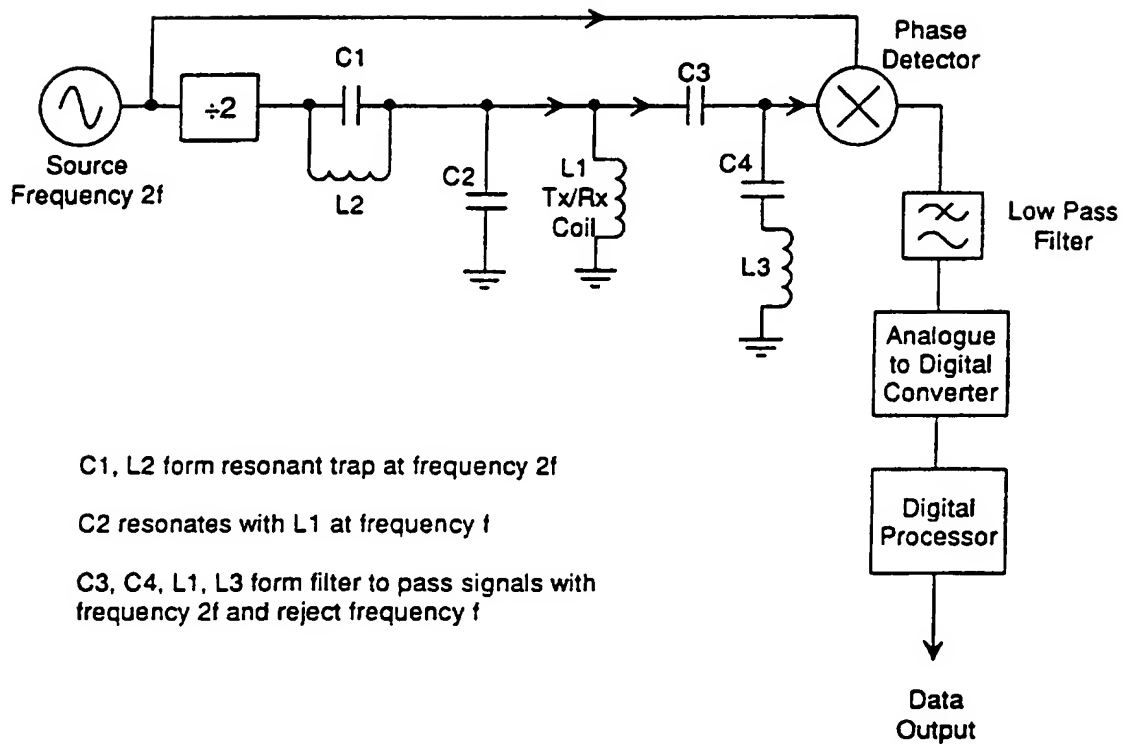 Phase
Detector
C1
C3
÷2
Source
Frequency 2f
L2
C2
L1
Tx/Rx
Coil
C4
L3
Low Pass
Filter
Analogue
to Digital
Converter
Digital
Processor
Data
Output
C1, L2 form resonant trap at frequency 2f
C2 resonates with L1 at frequency f
C3, C4, L1, L3 form filter to pass signals with
frequency 2f and reject frequency f